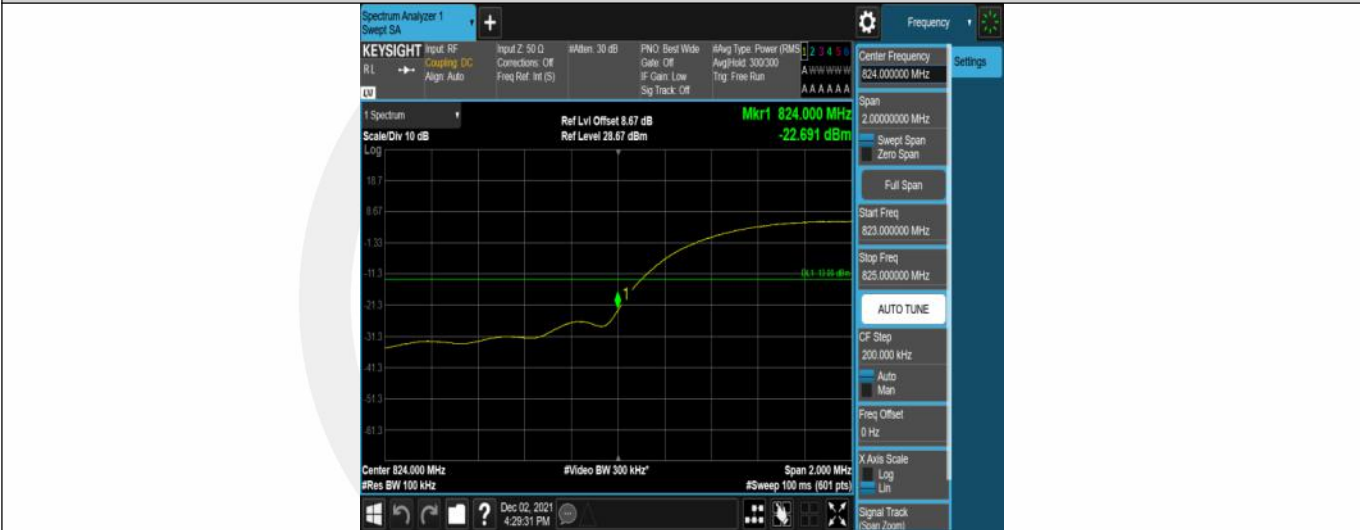 Spectrum Analyzer 1
Swept SA
+
Frequency
KEYSIGHT
RL
LV
Input: RF
Coupling: DC
Align: Auto
Input Z: 50 Ω
Corrections: Off
Freq Ref: Int (S)
#Atten: 30 dB
PNO: Best Wide
Gate: Off
IF Gain: Low
Sig Track: Off
#Avg Type: Power (RMS
Avg|Hold: 300/300
Trig: Free Run
1 2 3 4 5 6
A W W W W W
A A A A A A
1 Spectrum
Scale/Div 10 dB
Log
Ref Lvl Offset 8.67 dB
Ref Level 28.67 dBm
Mkr1 824.000 MHz
-22.691 dBm
18.7
8.67
-1.33
-11.3
-21.3
-31.3
-41.3
-51.3
-61.3
1
Center 824.000 MHz
#Res BW 100 kHz
#Video BW 300 kHz*
Span 2.000 MHz
#Sweep 100 ms (601 pts)
?
Dec 02, 2021
4:29:31 PM
Center Frequency
824.000000 MHz
Settings
Span
2.00000000 MHz
Swept Span
Zero Span
Full Span
Start Freq
823.000000 MHz
Stop Freq
825.000000 MHz
AUTO TUNE
CF Step
200.000 kHz
Auto
Man
Freq Offset
0 Hz
X Axis Scale
Log
Lin
Signal Track
(Span Zoom)